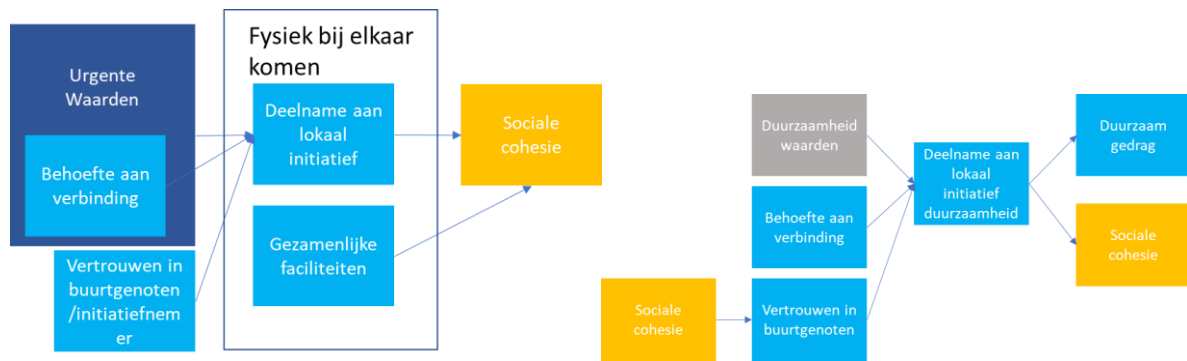 Urgente
Waarden
Behoefte aan
verbinding
Vertrouwen in
buurtgenoten
/initiatiefnem
er
Fysiek bij elkaar
komen
Deelname aan
lokaal
initiatief
Gezamenlijke
faciliteiten
Sociale
cohesie
Sociale
cohesie
Duurzaamheid
waarden
Behoefte aan
verbinding
Vertrouwen in
buurtgenoten
Deelname aan
lokaal
initiatief
duurzaamheid
Duurzaam
gedrag
Sociale
cohesie